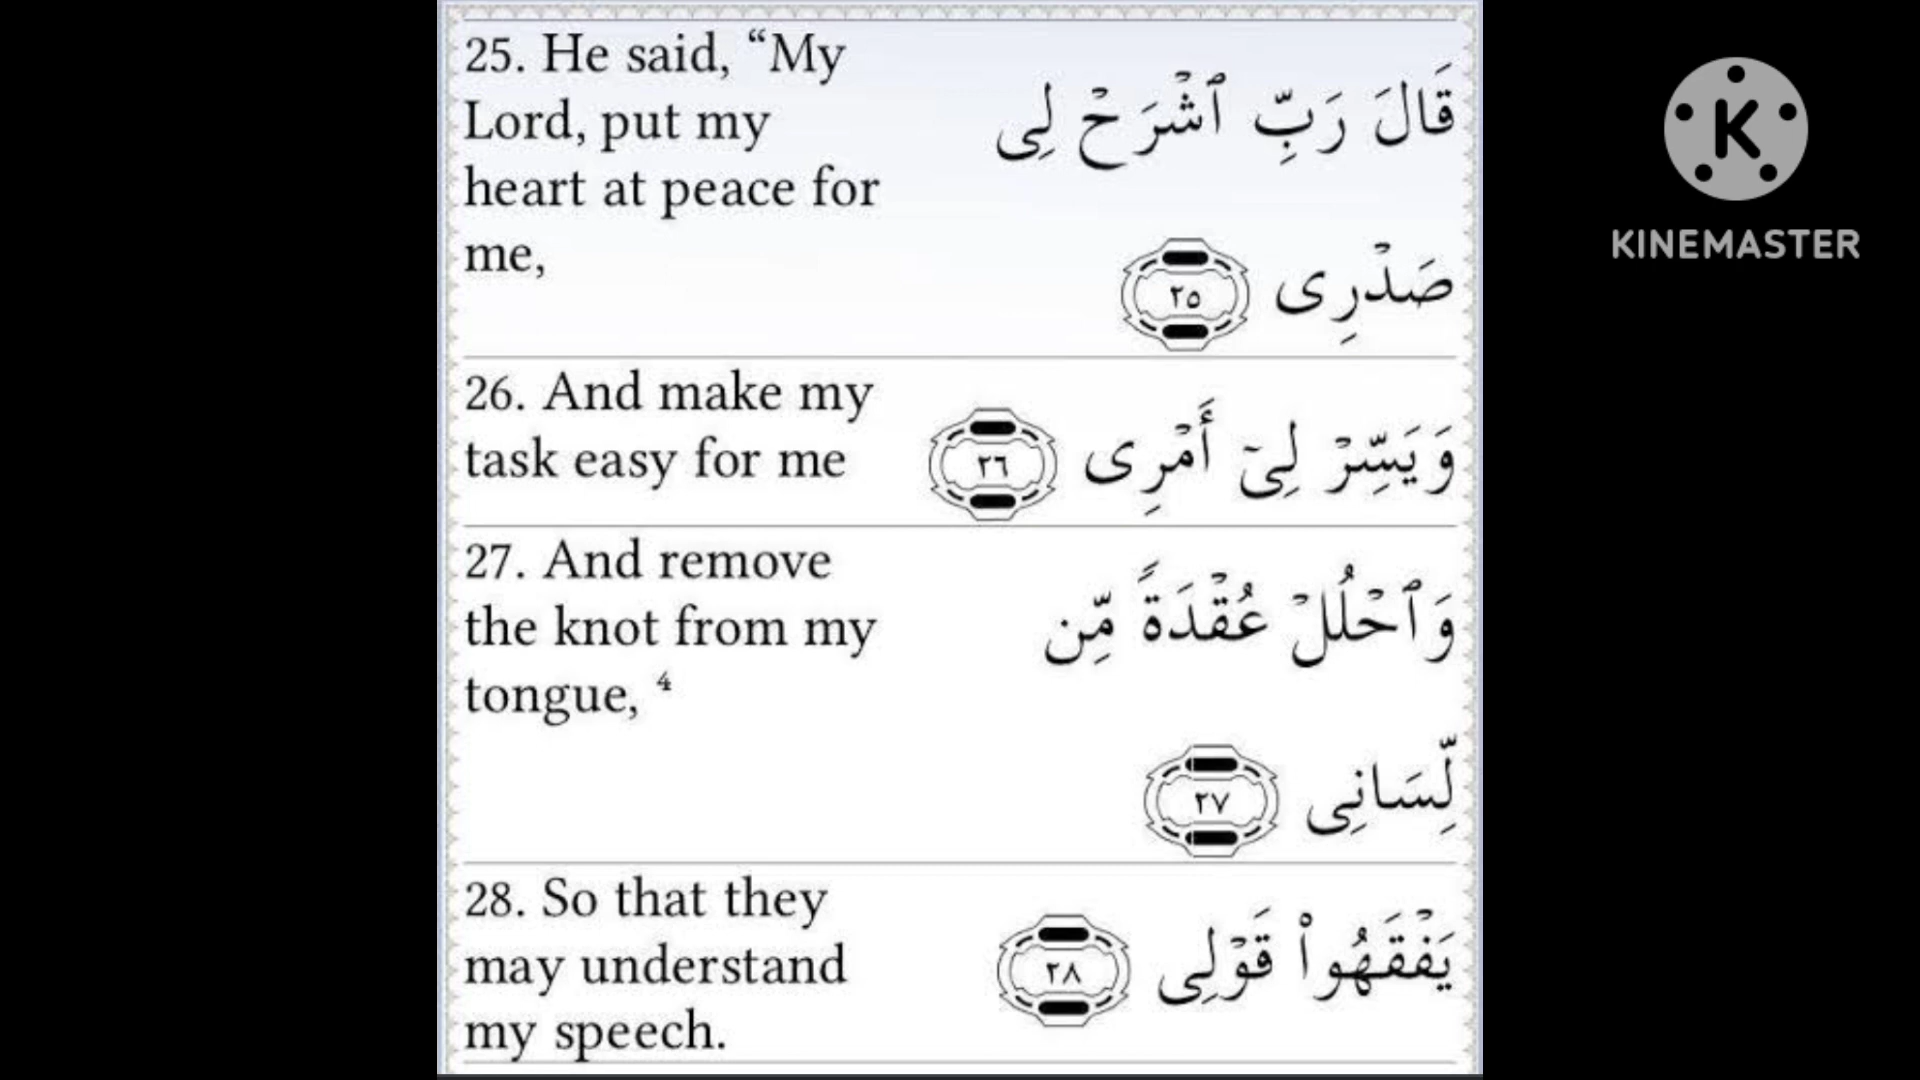 25. He said, “My
Lord, put my
heart at peace for
me,
قَالَ رَبِّ ٱشْرَحْ لِى
صَدْرِى ٢٥
26. And make my
task easy for me
وَيَسِّرْ لِىٓ أَمْرِى ٢٦
27. And remove
the knot from my
tongue, ⁴
وَٱحْلُلْ عُقْدَةً مِّن
لِّسَانِى ٢٧
28. So that they
may understand
my speech.
يَفْقَهُوا۟ قَوْلِى ٢٨
K
KINEMASTER